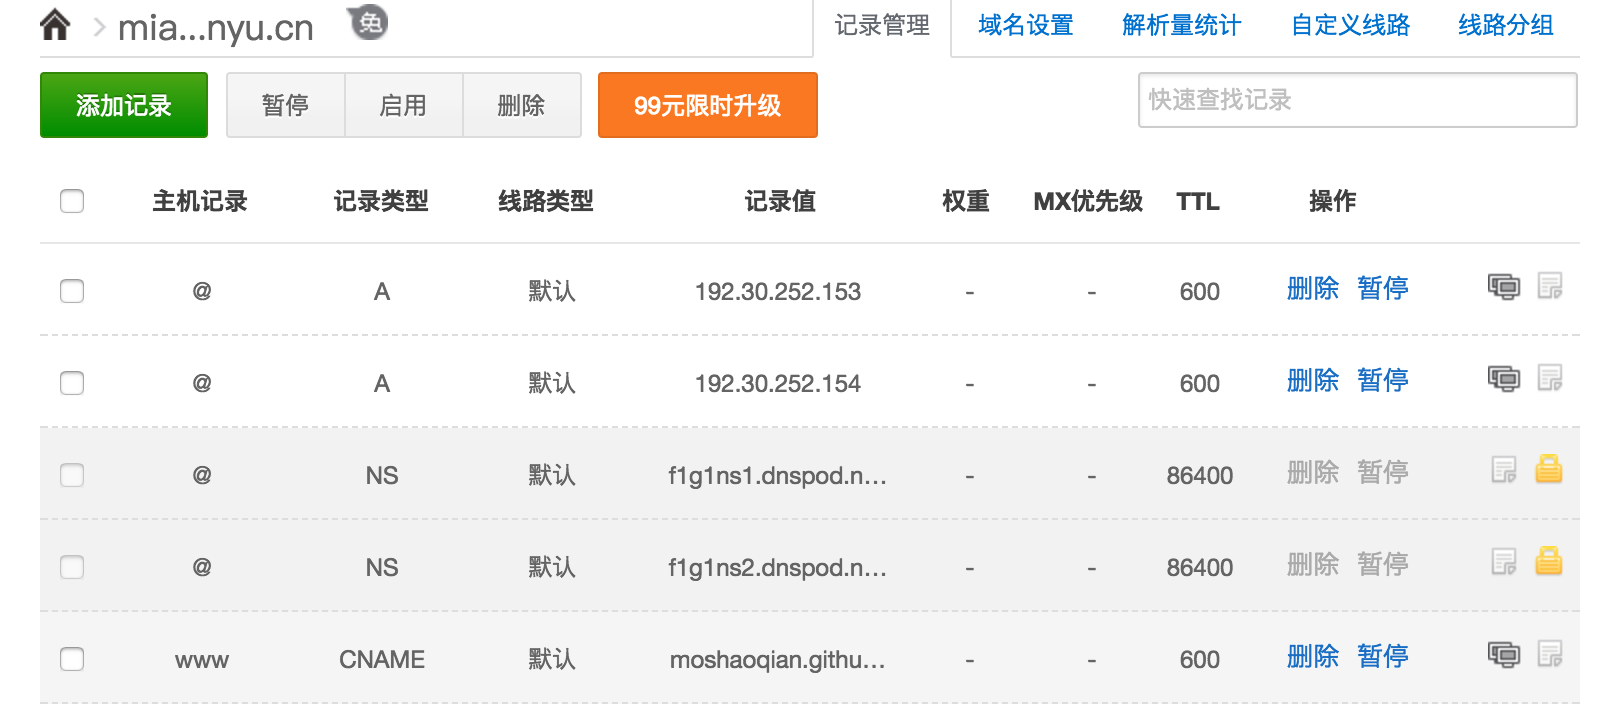 mia...nyu.cn 免 记录管理 域名设置 解析量统计 自定义线路 线路分组
添加记录 暂停 启用 删除 99元限时升级 快速查找记录
主机记录 记录类型 线路类型 记录值 权重 MX优先级 TTL 操作
@ A 默认 192.30.252.153 - - 600 删除 暂停
@ A 默认 192.30.252.154 - - 600 删除 暂停
@ NS 默认 f1g1ns1.dnspod.n... - - 86400 删除 暂停
@ NS 默认 f1g1ns2.dnspod.n... - - 86400 删除 暂停
www CNAME 默认 moshaoqian.githu... - - 600 删除 暂停